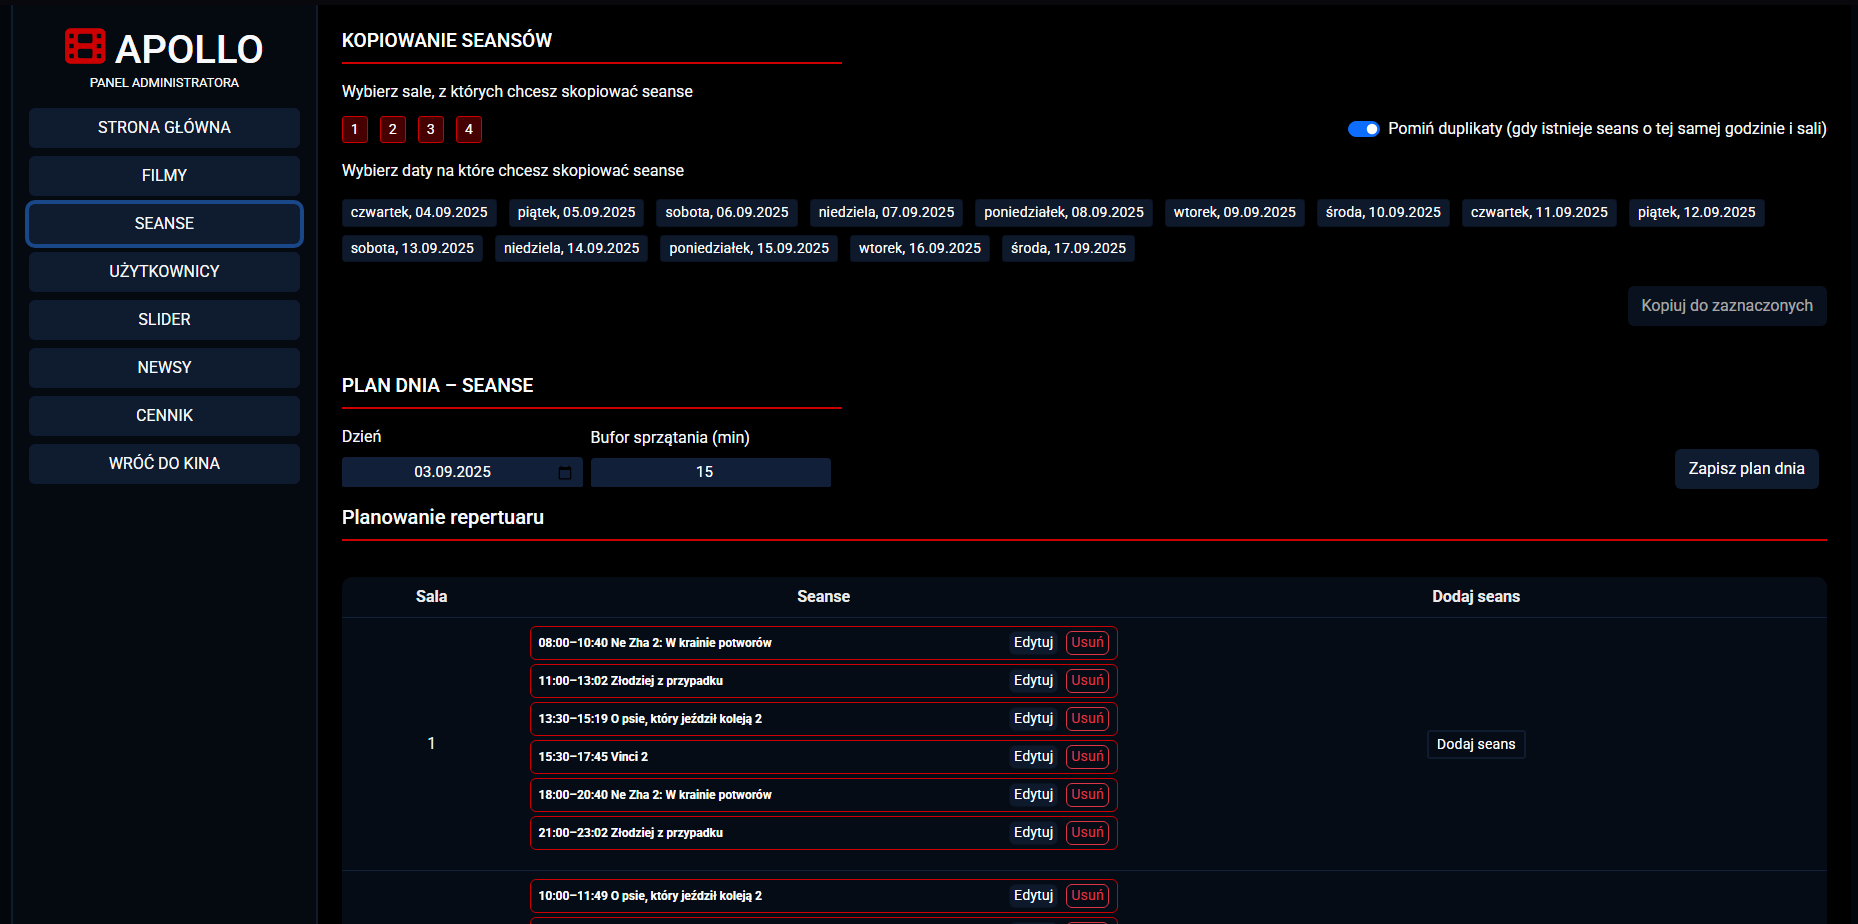 APOLLO
PANEL ADMINISTRATORA
STRONA GŁÓWNA
FILMY
SEANSE
UŻYTKOWNICY
SLIDER
NEWSY
CENNIK
WRÓĆ DO KINA
KOPIOWANIE SEANSÓW
Wybierz sale, z których chcesz skopiować seanse
1 2 3 4
Pomiń duplikaty (gdy istnieje seans o tej samej godzinie i sali)
Wybierz daty na które chcesz skopiować seanse
czwartek, 04.09.2025 piątek, 05.09.2025 sobota, 06.09.2025 niedziela, 07.09.2025 poniedziałek, 08.09.2025 wtorek, 09.09.2025 środa, 10.09.2025 czwartek, 11.09.2025 piątek, 12.09.2025
sobota, 13.09.2025 niedziela, 14.09.2025 poniedziałek, 15.09.2025 wtorek, 16.09.2025 środa, 17.09.2025
Kopiuj do zaznaczonych
PLAN DNIA – SEANSE
Dzień Bufor sprzątania (min)
03.09.2025 15
Zapisz plan dnia
Planowanie repertuaru
Sala Seanse Dodaj seans
08:00–10:40 Ne Zha 2: W krainie potworów Edytuj Usuń
11:00–13:02 Złodziej z przypadku Edytuj Usuń
13:30–15:19 O psie, który jeździł koleją 2 Edytuj Usuń
1 Dodaj seans
15:30–17:45 Vinci 2 Edytuj Usuń
18:00–20:40 Ne Zha 2: W krainie potworów Edytuj Usuń
21:00–23:02 Złodziej z przypadku Edytuj Usuń
10:00–11:49 O psie, który jeździł koleją 2 Edytuj Usuń